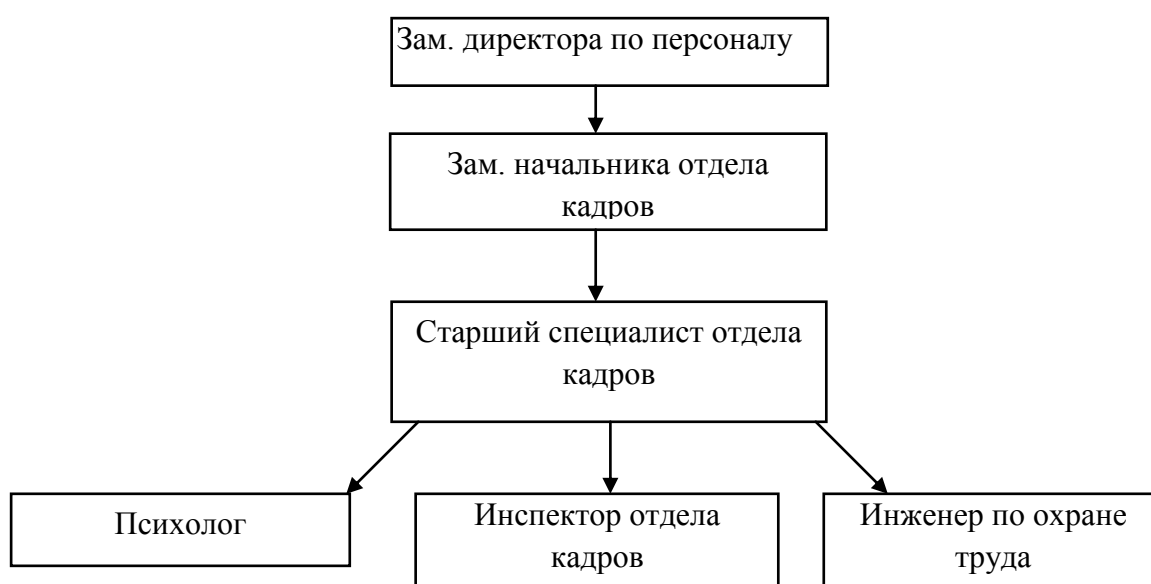 Зам. директора по персоналу
Зам. начальника отдела
кадров
Старший специалист отдела
кадров
Психолог
Инспектор отдела
кадров
Инженер по охране
труда